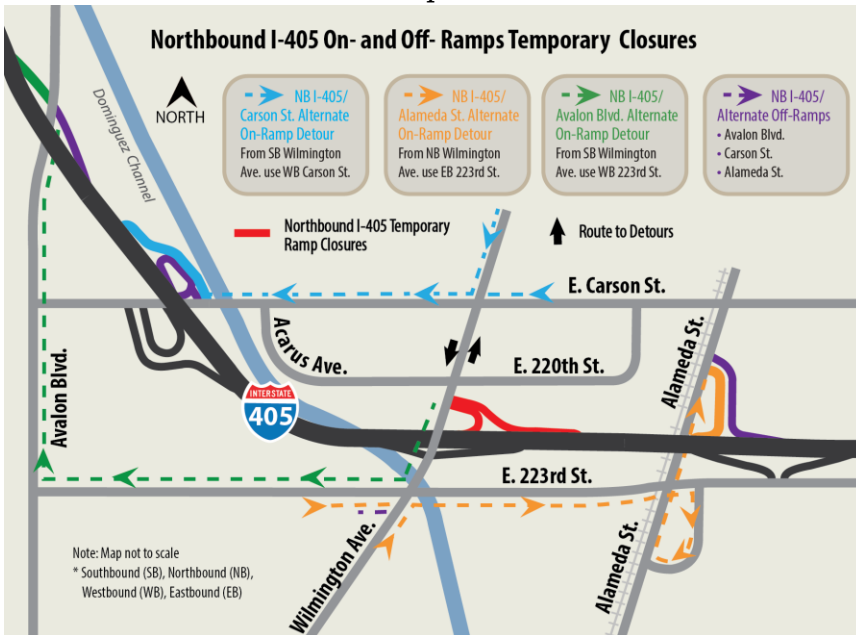 Northbound I-405 On- and Off- Ramps Temporary Closures
NORTH
NB I-405/
Carson St. Alternate
On-Ramp Detour
From SB Wilmington
Ave. use WB Carson St.
NB I-405/
Alameda St. Alternate
On-Ramp Detour
From NB Wilmington
Ave. use EB 223rd St.
NB I-405/
Avalon Blvd. Alternate
On-Ramp Detour
From SB Wilmington
Ave. use WB 223rd St.
NB I-405/
Alternate Off-Ramps
• Avalon Blvd.
• Carson St.
• Alameda St.
Dominguez Channel
Northbound I-405 Temporary
Ramp Closures
Route to Detours
E. Carson St.
Acarus Ave.
E. 220th St.
Alameda St.
Avalon Blvd.
INTERSTATE
405
E. 223rd St.
Wilmington Ave.
Alameda St.
Note: Map not to scale
* Southbound (SB), Northbound (NB),
Westbound (WB), Eastbound (EB)